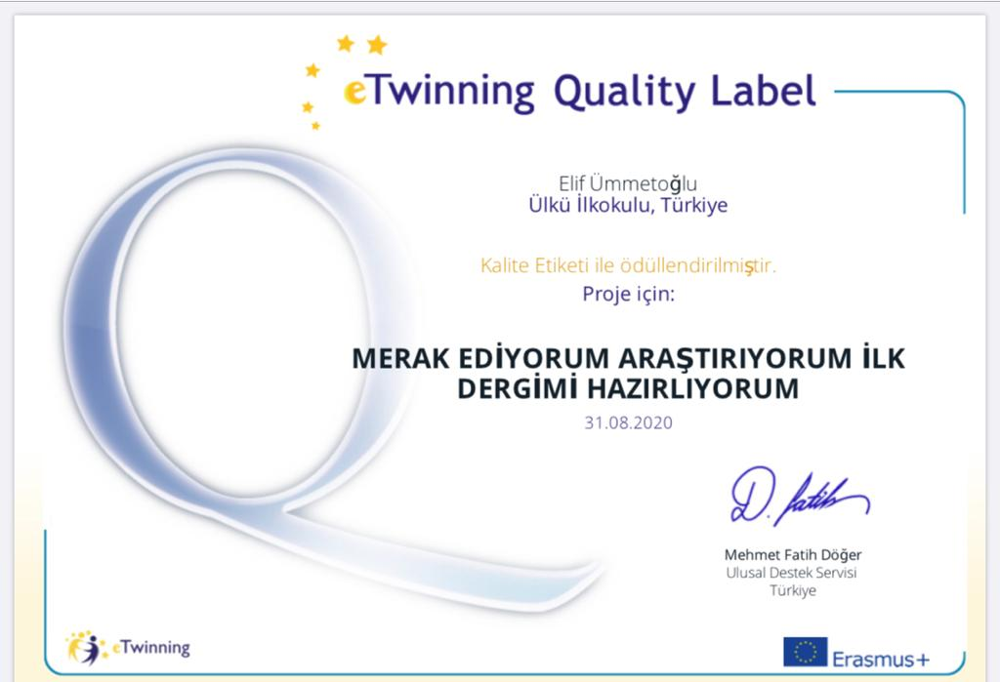 eTwinning Quality Label
Elif Ümmetoğlu
Ülkü İlkokulu, Türkiye
Kalite Etiketi ile ödüllendirilmiştir.
Proje için:
MERAK EDİYORUM ARAŞTIRIYORUM İLK
DERGİMİ HAZIRLIYORUM
31.08.2020
D. fatih
Mehmet Fatih Döğer
Ulusal Destek Servisi
Türkiye
eTwinning
Erasmus+